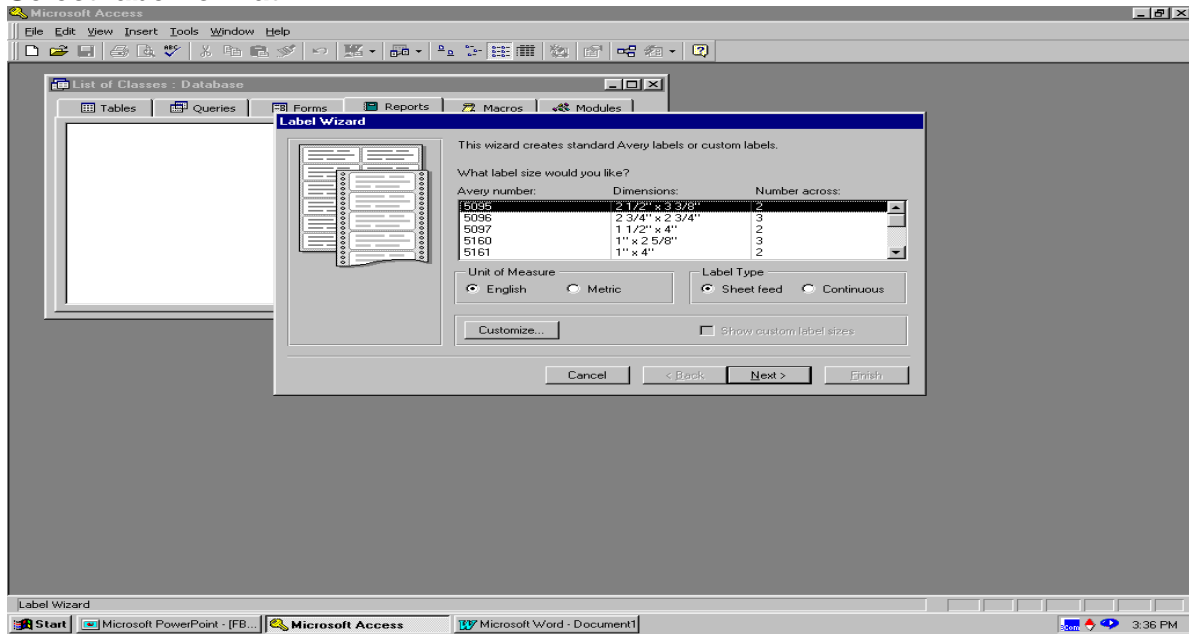 Microsoft Access
File Edit View Insert Tools Window Help
List of Classes : Database
Tables Queries Forms Reports Macros Modules
Label Wizard
This wizard creates standard Avery labels or custom labels.
What label size would you like?
Avery number: Dimensions: Number across:
5095 2 1/2" x 3 3/8" 2
5096 2 3/4" x 2 3/4" 3
5097 1 1/2" x 4" 2
5160 1" x 2 5/8" 3
5161 1" x 4" 2
Unit of Measure Label Type
English Metric Sheet feed Continuous
Customize... Show custom label sizes
Cancel < Back Next > Finish
Label Wizard
Start Microsoft PowerPoint - [FB... Microsoft Access Microsoft Word - Document1 3:36 PM